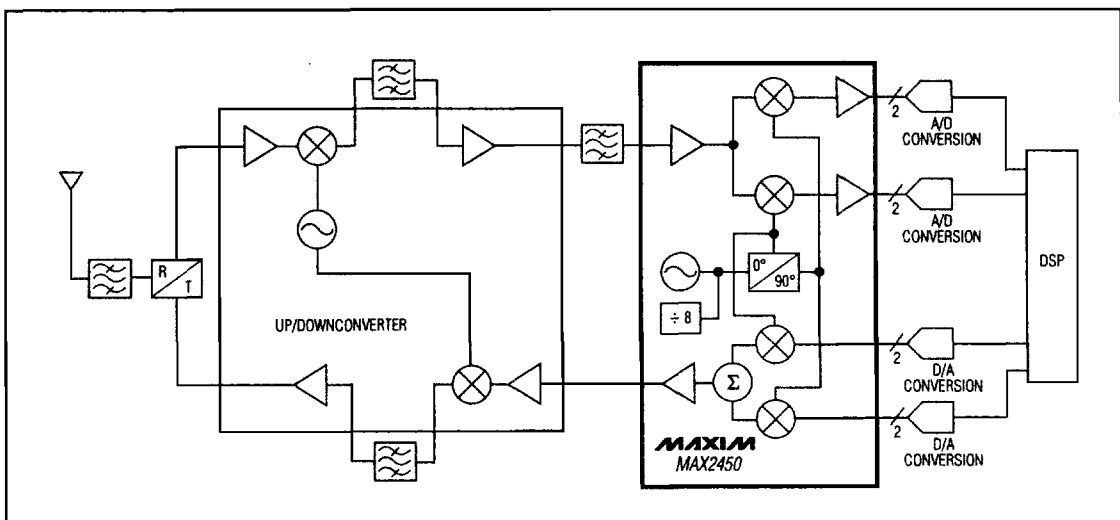 R
T
UP/DOWNCONVERTER
0°
90°
÷ 8
Σ
MAXIM
MAX2450
2
A/D
CONVERSION
2
A/D
CONVERSION
DSP
2
D/A
CONVERSION
2
D/A
CONVERSION